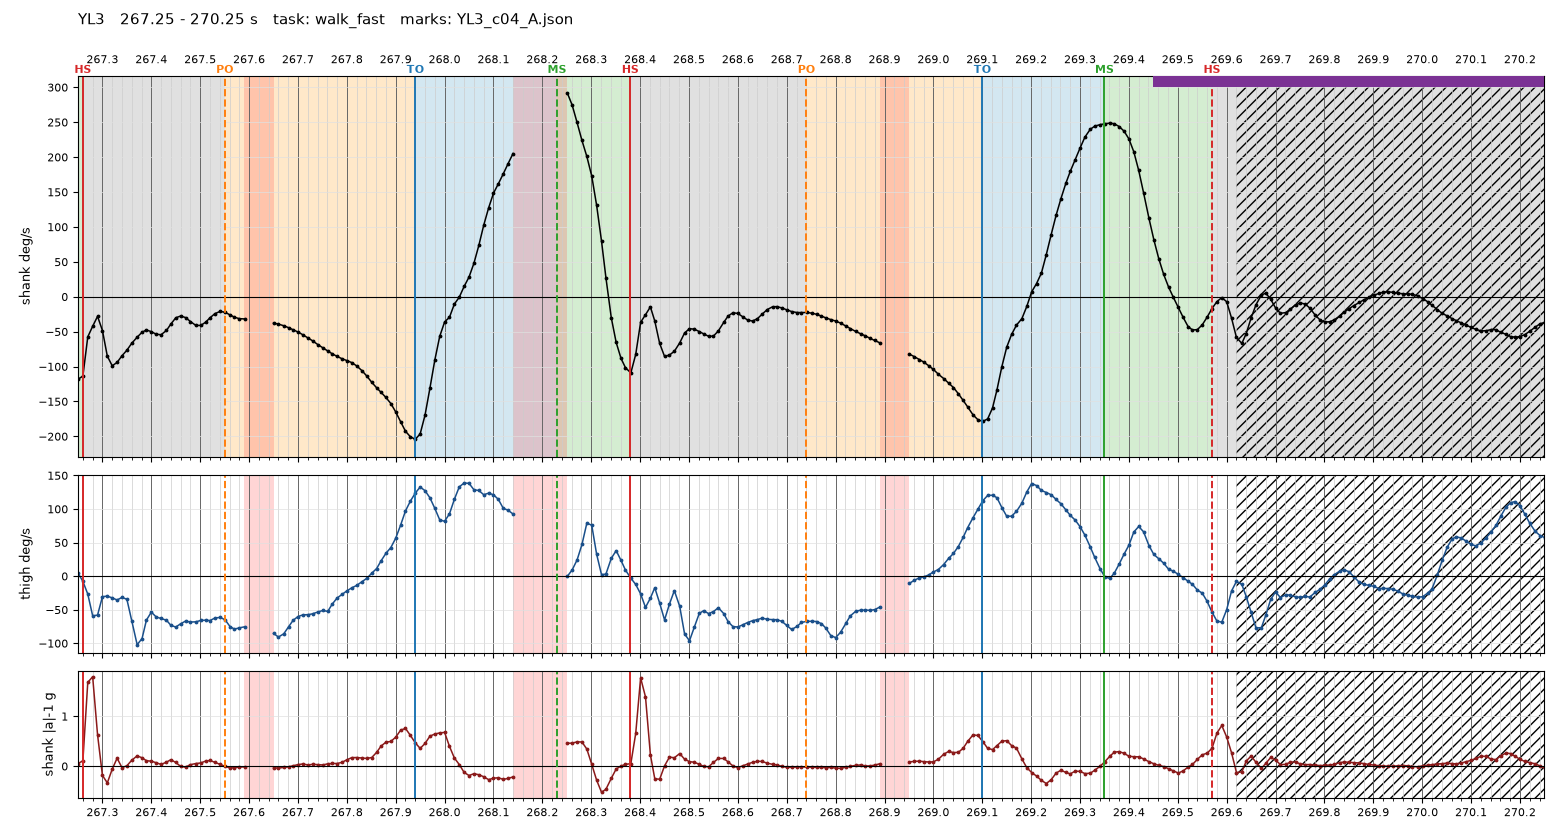 YL3 267.25 - 270.25 s task: walk_fast marks: YL3_c04_A.json
267.3 267.4 267.5 267.6 267.7 267.8 267.9 268.0 268.1 268.2 268.3 268.4 268.5 268.6 268.7 268.8 268.9 269.0 269.1 269.2 269.3 269.4 269.5 269.6 269.7 269.8 269.9 270.0 270.1 270.2
HS PO TO MS HS PO TO MS HS
shank deg/s
300
250
200
150
100
50
0
−50
−100
−150
−200
thigh deg/s
150
100
50
0
−50
−100
shank |a|-1 g
1
0
267.3 267.4 267.5 267.6 267.7 267.8 267.9 268.0 268.1 268.2 268.3 268.4 268.5 268.6 268.7 268.8 268.9 269.0 269.1 269.2 269.3 269.4 269.5 269.6 269.7 269.8 269.9 270.0 270.1 270.2